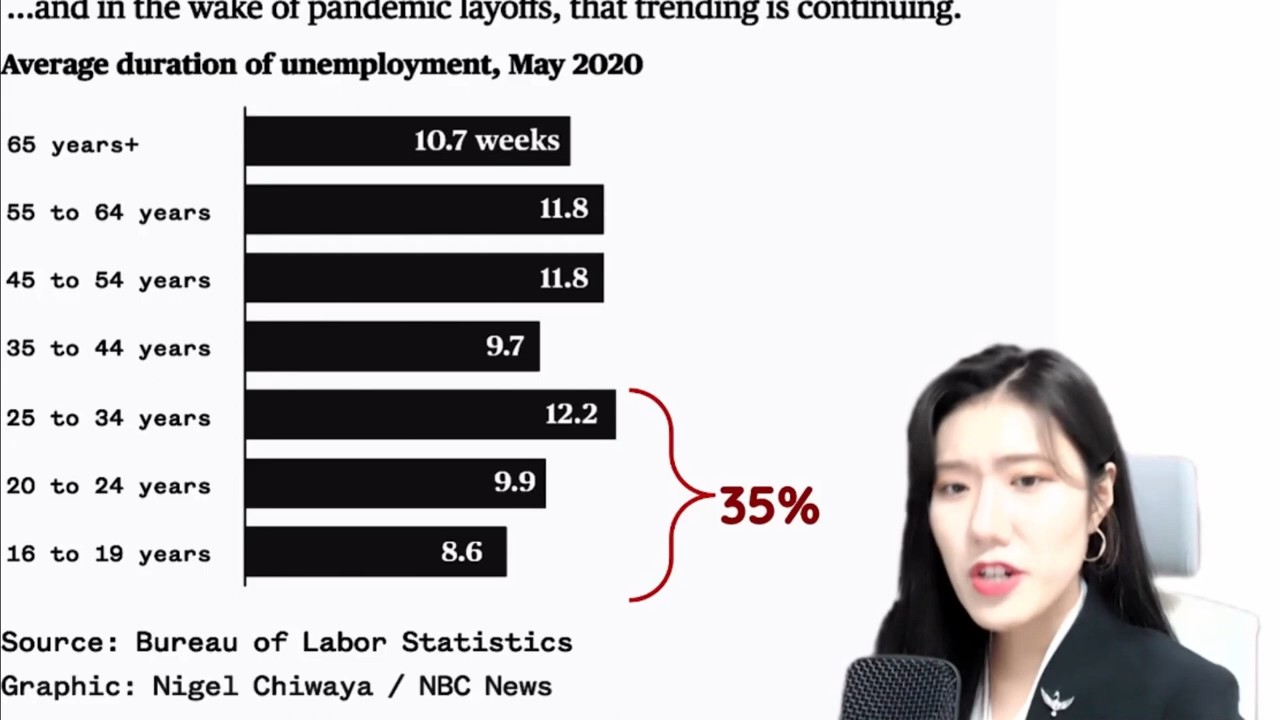 ...and in the wake of pandemic layoffs, that trending is continuing.
Average duration of unemployment, May 2020
65 years+ 10.7 weeks
55 to 64 years 11.8
45 to 54 years 11.8
35 to 44 years 9.7
25 to 34 years 12.2
20 to 24 years 9.9
16 to 19 years 8.6
35%
Source: Bureau of Labor Statistics
Graphic: Nigel Chiwaya / NBC News